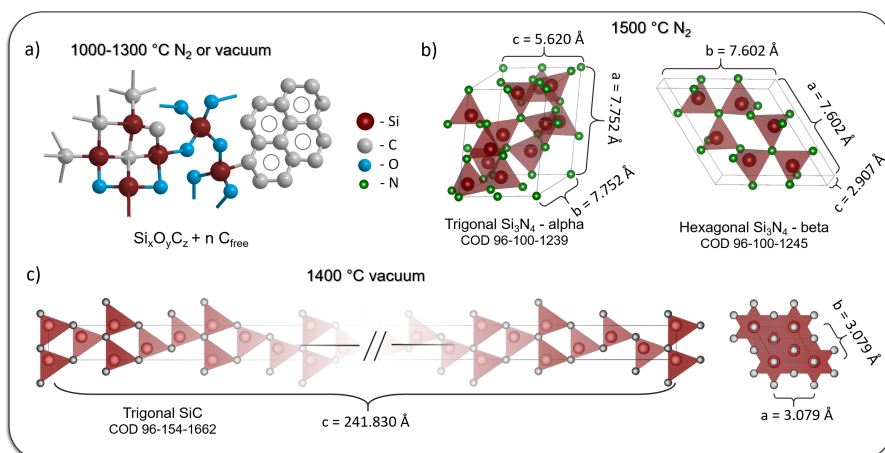 a)
1000-1300 °C N₂ or vacuum
- Si
- C
- O
- N
SiₓOᵧC𝓏 + n C_free
b)
1500 °C N₂
c = 5.620 Å
a = 7.752 Å
b = 7.752 Å
Trigonal Si₃N₄ - alpha
COD 96-100-1239
b = 7.602 Å
a = 7.602 Å
c = 2.907 Å
Hexagonal Si₃N₄ - beta
COD 96-100-1245
c)
1400 °C vacuum
Trigonal SiC
COD 96-154-1662
c = 241.830 Å
b = 3.079 Å
a = 3.079 Å